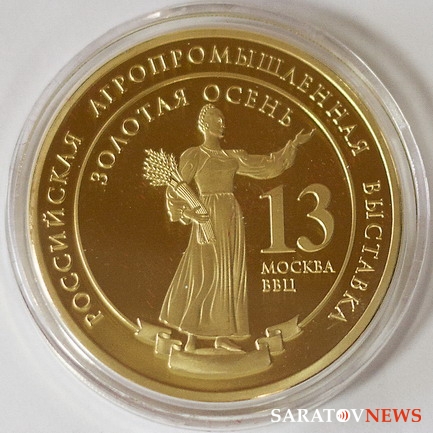 РОССИЙСКАЯ АГРОПРОМЫШЛЕННАЯ ВЫСТАВКА
ЗОЛОТАЯ ОСЕНЬ
13
МОСКВА
ВВЦ
SARATOVNEWS